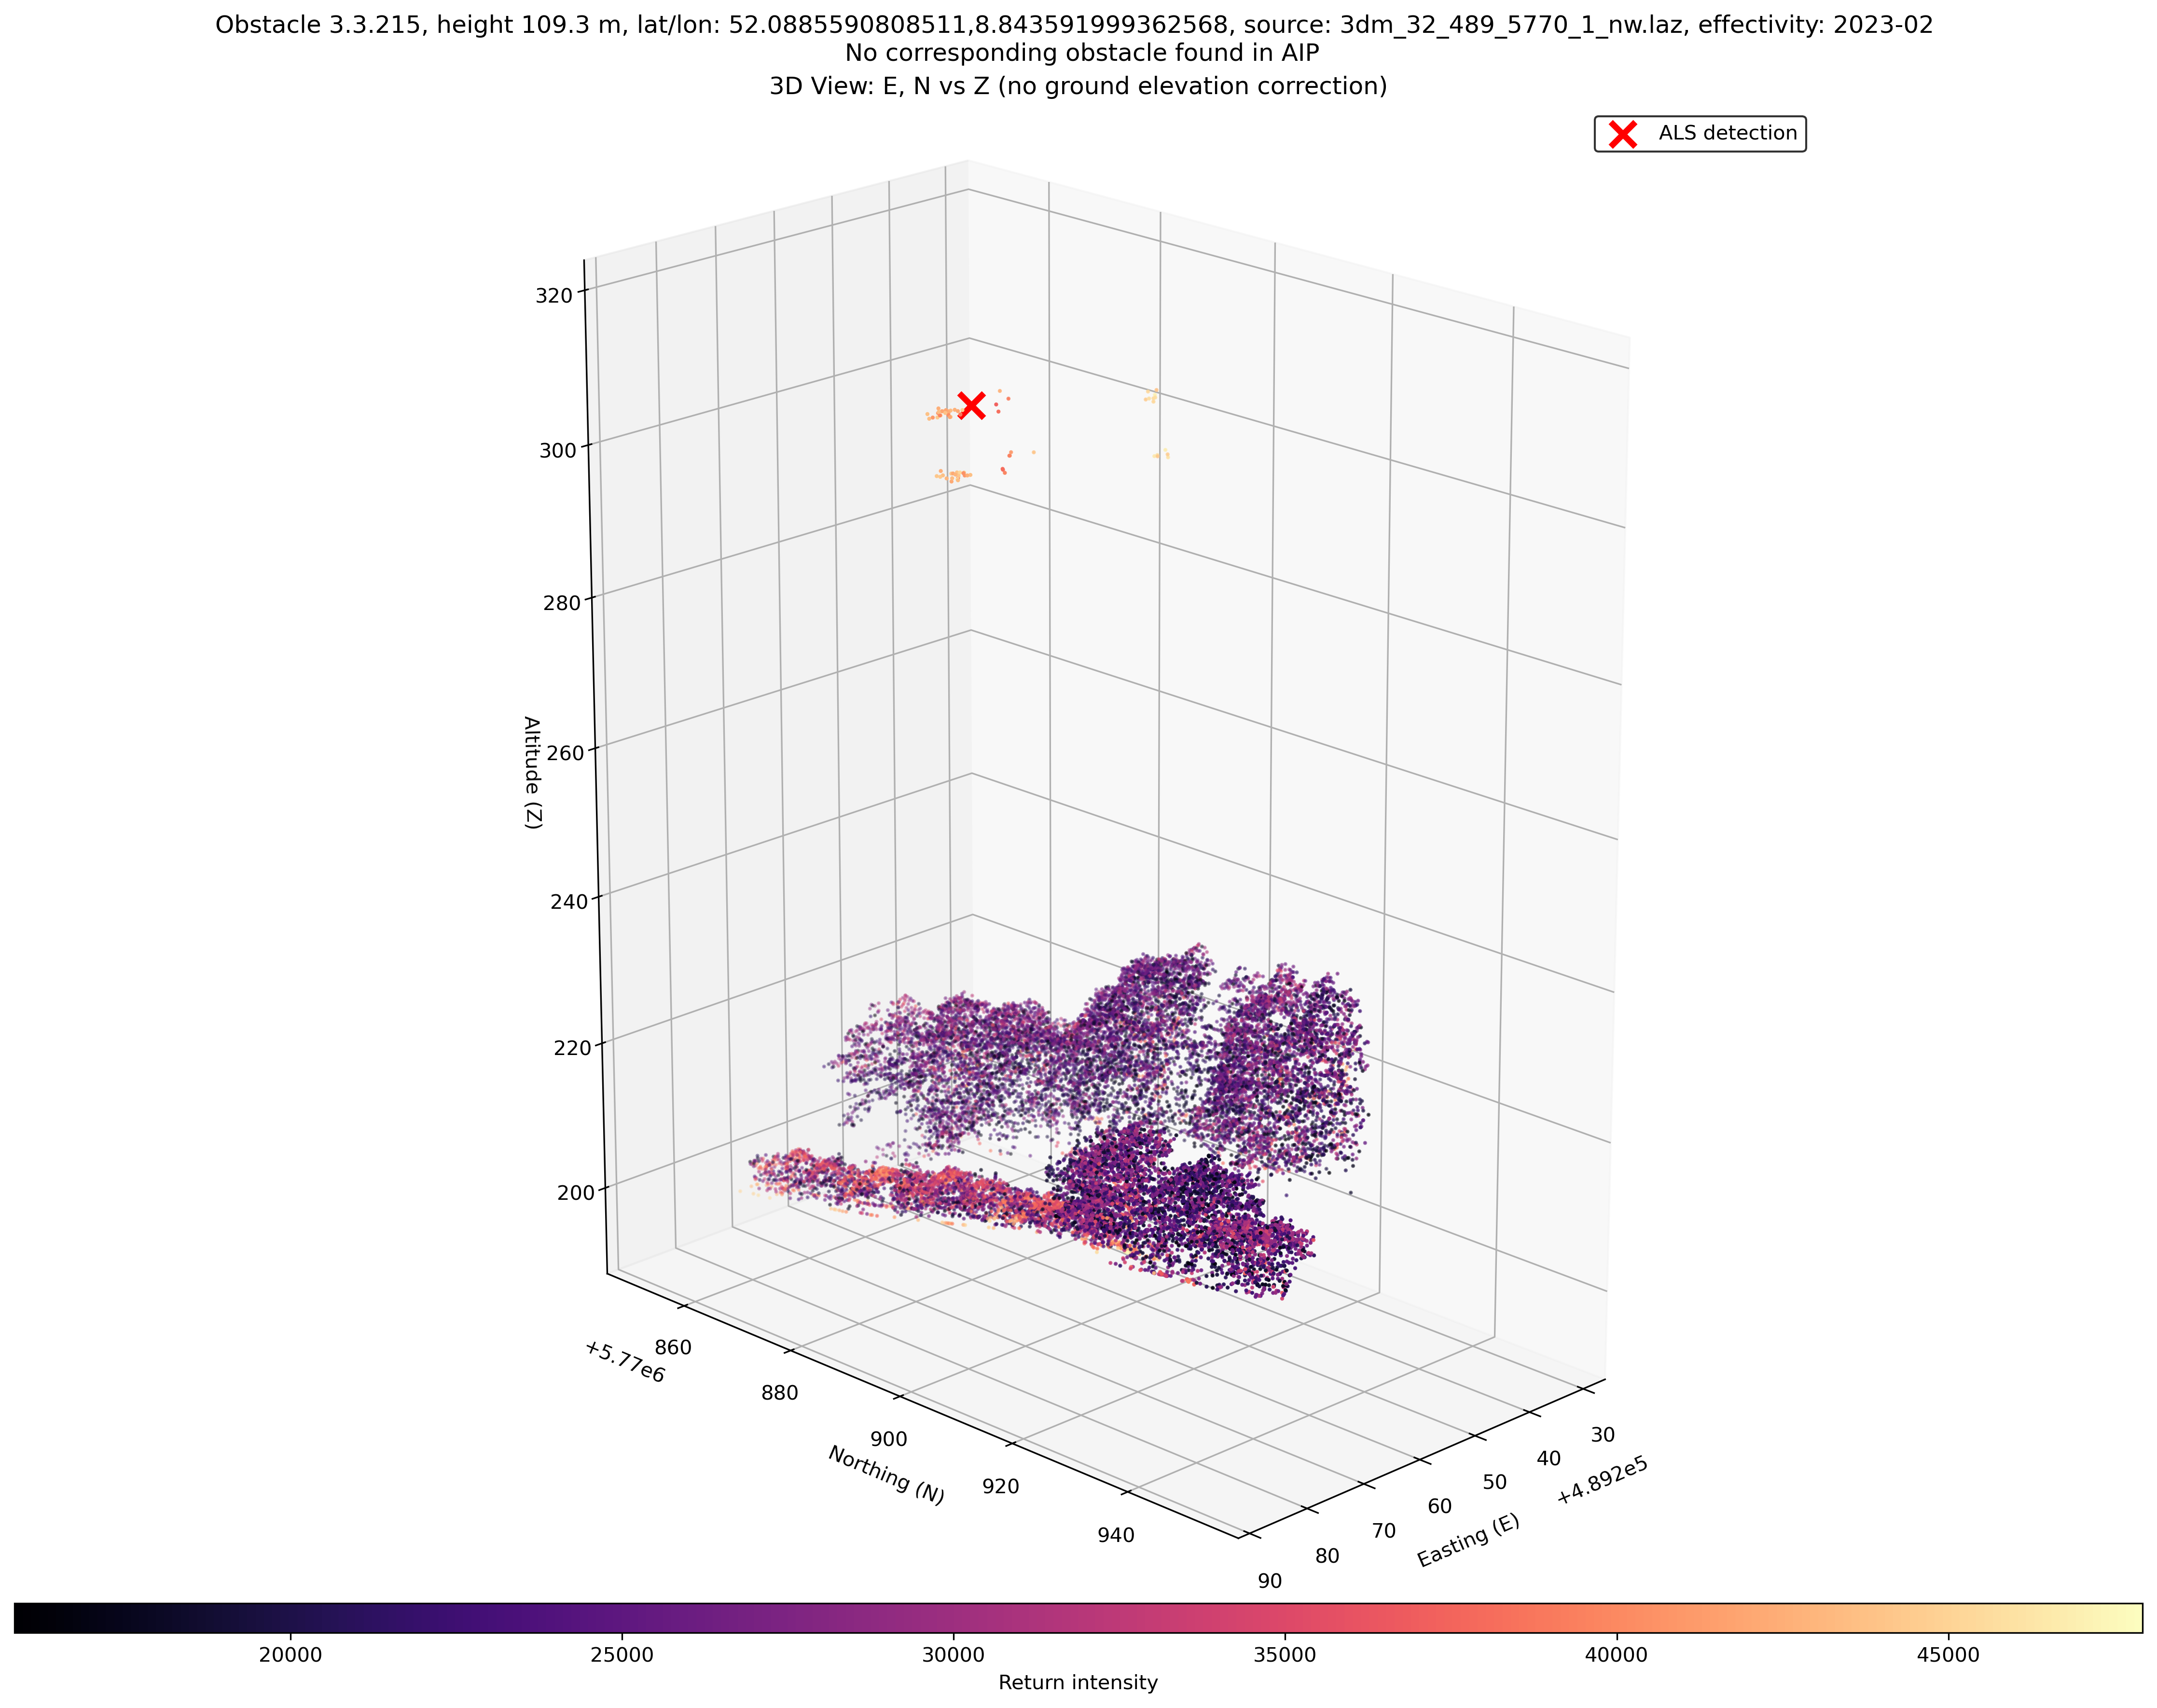 Obstacle 3.3.215, height 109.3 m, lat/lon: 52.0885590808511,8.843591999362568, source: 3dm_32_489_5770_1_nw.laz, effectivity: 2023-02
No corresponding obstacle found in AIP
3D View: E, N vs Z (no ground elevation correction)
ALS detection
320
300
280
260
240
220
200
Altitude (Z)
+5.77e6
860
880
900
920
940
Northing (N)
30
40
50
60
70
80
90
+4.892e5
Easting (E)
20000
25000
30000
35000
40000
45000
Return intensity